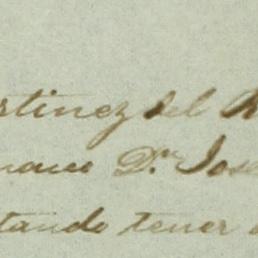 rtinez del
Dn Jose
tando tener